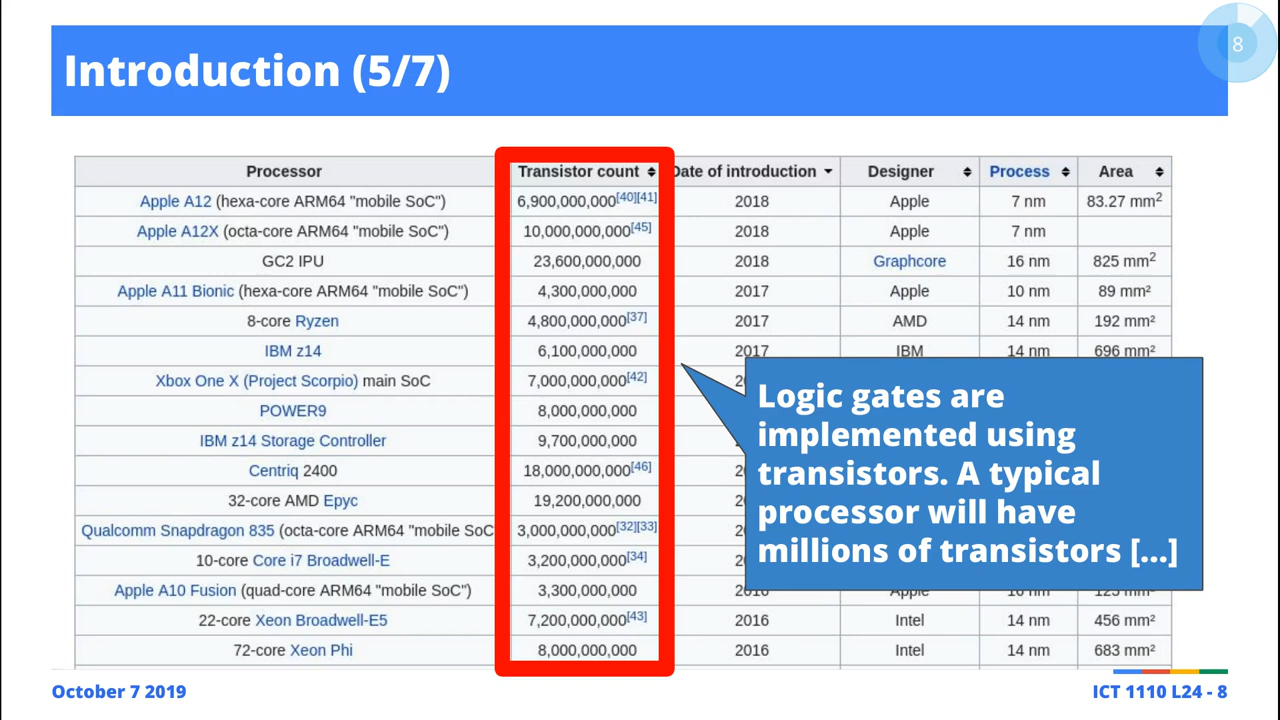 8
Introduction (5/7)
Processor Transistor count Date of introduction Designer Process Area
Apple A12 (hexa-core ARM64 "mobile SoC") 6,900,000,000[40][41] 2018 Apple 7 nm 83.27 mm2
Apple A12X (octa-core ARM64 "mobile SoC") 10,000,000,000[45] 2018 Apple 7 nm
GC2 IPU 23,600,000,000 2018 Graphcore 16 nm 825 mm2
Apple A11 Bionic (hexa-core ARM64 "mobile SoC") 4,300,000,000 2017 Apple 10 nm 89 mm²
8-core Ryzen 4,800,000,000[37] 2017 AMD 14 nm 192 mm²
IBM z14 6,100,000,000 2017 IBM 14 nm 696 mm²
Xbox One X (Project Scorpio) main SoC 7,000,000,000[42]
POWER9 8,000,000,000
IBM z14 Storage Controller 9,700,000,000
Centriq 2400 18,000,000,000[46]
32-core AMD Epyc 19,200,000,000
Qualcomm Snapdragon 835 (octa-core ARM64 "mobile SoC 3,000,000,000[32][33]
10-core Core i7 Broadwell-E 3,200,000,000[34]
Apple A10 Fusion (quad-core ARM64 "mobile SoC") 3,300,000,000 2016 Apple 16 nm 125 mm²
22-core Xeon Broadwell-E5 7,200,000,000[43] 2016 Intel 14 nm 456 mm²
72-core Xeon Phi 8,000,000,000 2016 Intel 14 nm 683 mm²
Logic gates are
implemented using
transistors. A typical
processor will have
millions of transistors [...]
October 7 2019
ICT 1110 L24 - 8